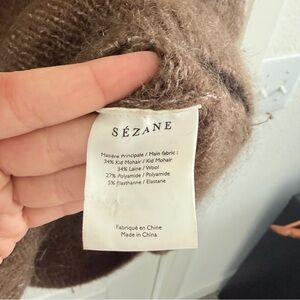 SÉZANE
Matière Principale / Main fabric :
34% Kid Mohair / Kid Mohair
34% Laine / Wool
27% Polyamide / Polyamide
5% Elasthanne / Elastane
Fabriqué en Chine
Made in China